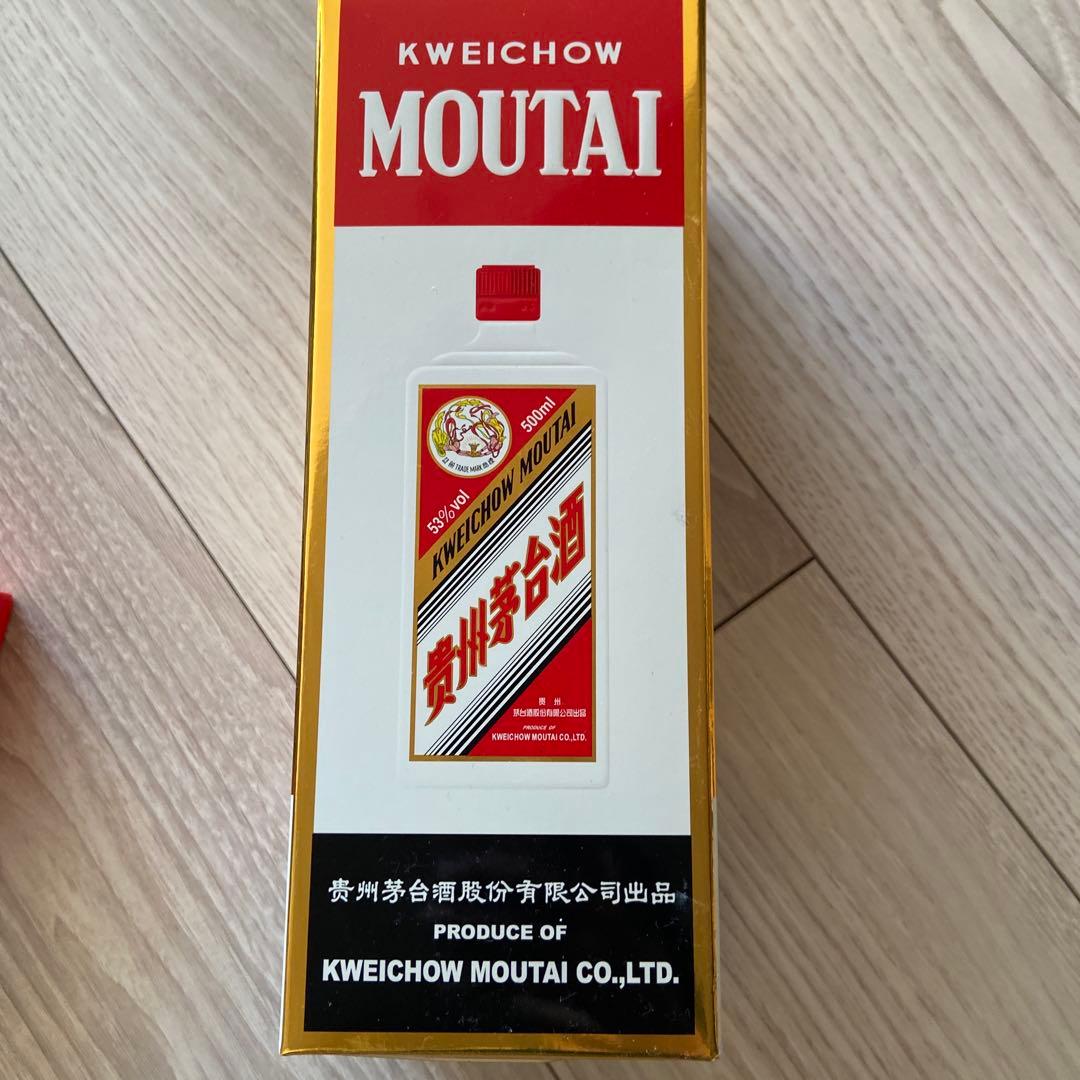 KWEICHOW
MOUTAI
TRADE MARK
500ml
53%vol
KWEICHOW MOUTAI
贵州茅台酒
贵 州
茅台酒股份有限公司出品
PRODUCE OF
KWEICHOW MOUTAI CO.,LTD.
贵州茅台酒股份有限公司出品
PRODUCE OF
KWEICHOW MOUTAI CO.,LTD.